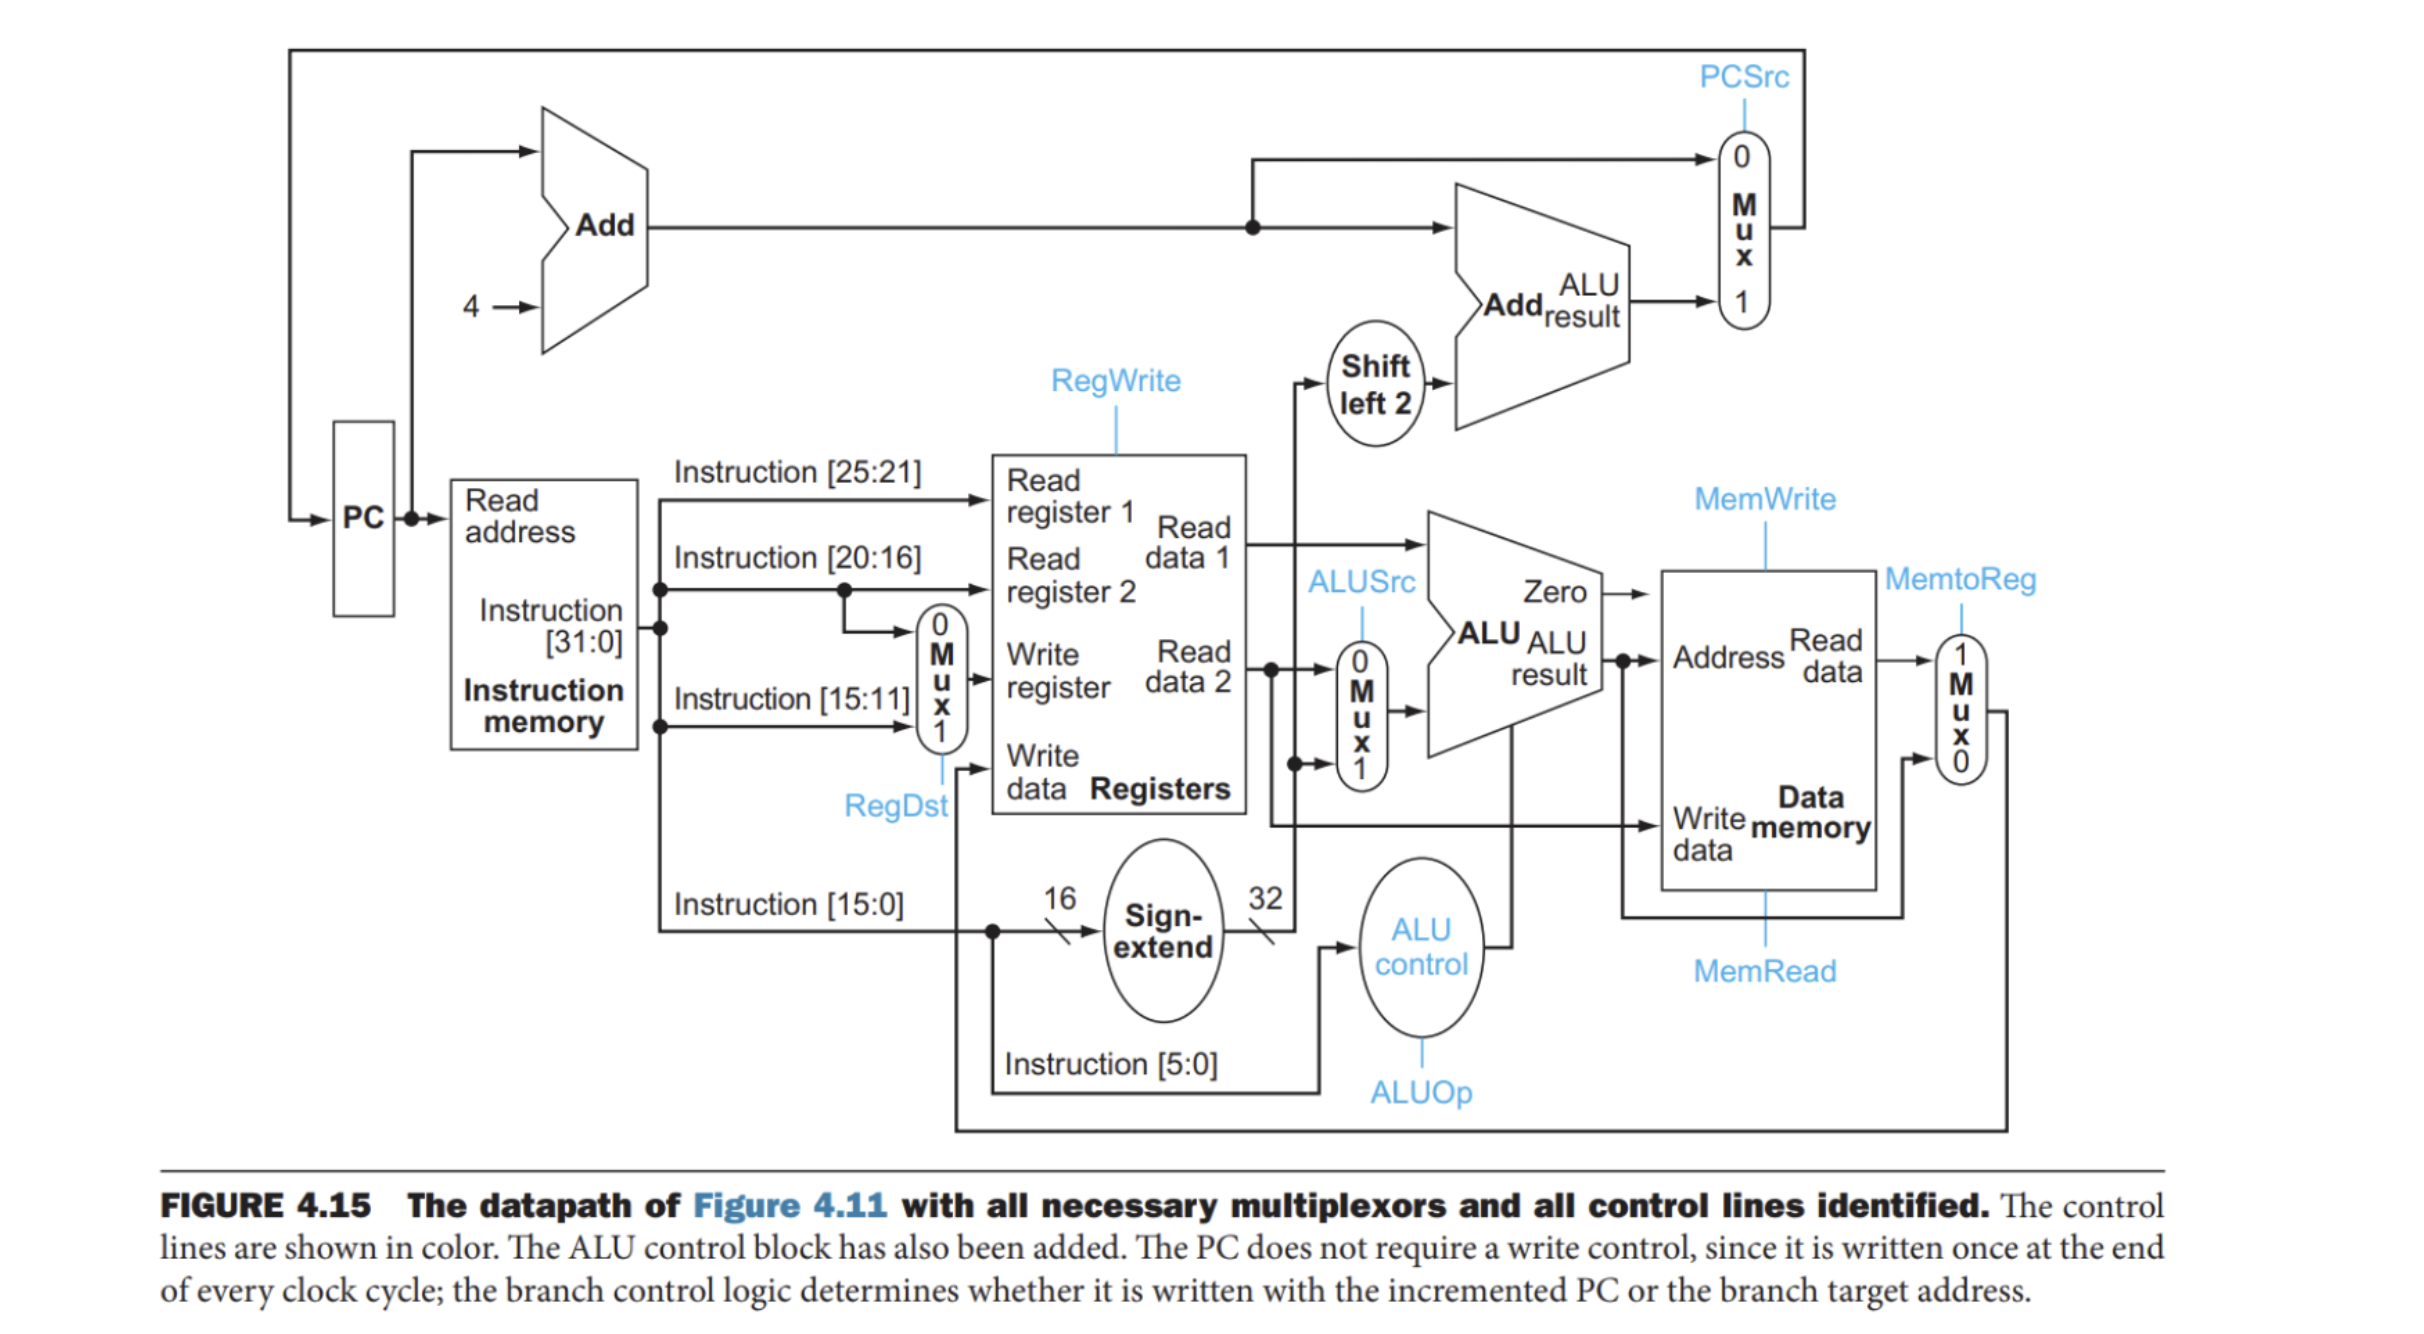 PCSrc
0
M
u
x
1
Add
4
Add
ALU
result
Shift
left 2
RegWrite
PC
Read
address
Instruction
[31:0]
Instruction
memory
Instruction [25:21]
Instruction [20:16]
Instruction [15:11]
Instruction [15:0]
Instruction [5:0]
0
M
u
x
1
RegDst
Read
register 1
Read
register 2
Write
register
Write
data
Read
data 1
Read
data 2
Registers
16
Sign-
extend
32
ALUSrc
0
M
u
x
1
Zero
ALU
ALU
result
ALU
control
ALUOp
MemWrite
Address
Read
data
Write
data
Data
memory
MemRead
MemtoReg
1
M
u
x
0
FIGURE 4.15 The datapath of Figure 4.11 with all necessary multiplexors and all control lines identified. The control
lines are shown in color. The ALU control block has also been added. The PC does not require a write control, since it is written once at the end
of every clock cycle; the branch control logic determines whether it is written with the incremented PC or the branch target address.